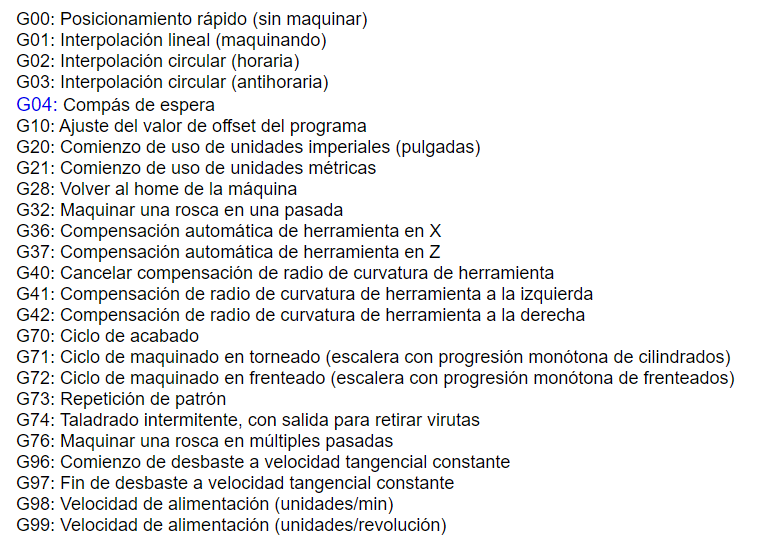 G00: Posicionamiento rápido (sin maquinar)
G01: Interpolación lineal (maquinando)
G02: Interpolación circular (horaria)
G03: Interpolación circular (antihoraria)
G04: Compás de espera
G10: Ajuste del valor de offset del programa
G20: Comienzo de uso de unidades imperiales (pulgadas)
G21: Comienzo de uso de unidades métricas
G28: Volver al home de la máquina
G32: Maquinar una rosca en una pasada
G36: Compensación automática de herramienta en X
G37: Compensación automática de herramienta en Z
G40: Cancelar compensación de radio de curvatura de herramienta
G41: Compensación de radio de curvatura de herramienta a la izquierda
G42: Compensación de radio de curvatura de herramienta a la derecha
G70: Ciclo de acabado
G71: Ciclo de maquinado en torneado (escalera con progresión monótona de cilindrados)
G72: Ciclo de maquinado en frenteado (escalera con progresión monótona de frenteados)
G73: Repetición de patrón
G74: Taladrado intermitente, con salida para retirar virutas
G76: Maquinar una rosca en múltiples pasadas
G96: Comienzo de desbaste a velocidad tangencial constante
G97: Fin de desbaste a velocidad tangencial constante
G98: Velocidad de alimentación (unidades/min)
G99: Velocidad de alimentación (unidades/revolución)